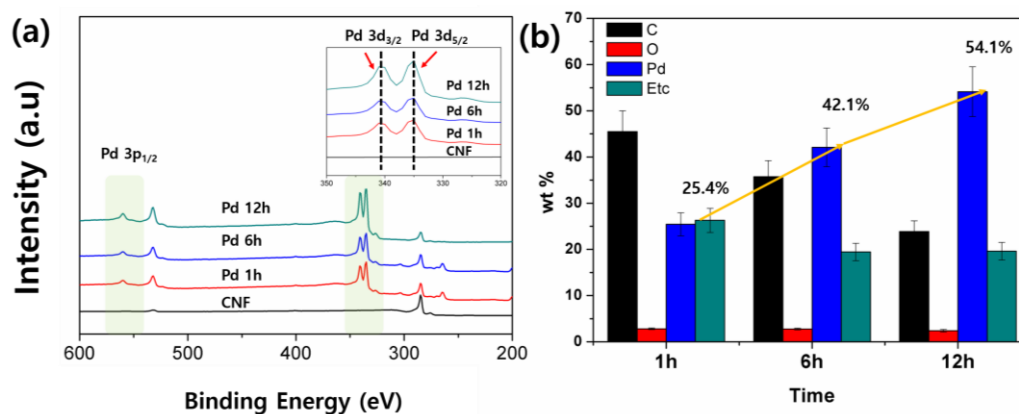 (a)
Intensity (a.u)
Pd 3p1/2
Pd 12h
Pd 6h
Pd 1h
CNF
600
500
400
300
200
Binding Energy (eV)
Pd 3d3/2
Pd 3d5/2
Pd 12h
Pd 6h
Pd 1h
CNF
350
340
330
320
(b)
wt %
70
60
50
40
30
20
10
0
C
O
Pd
Etc
25.4%
42.1%
54.1%
1h
6h
12h
Time